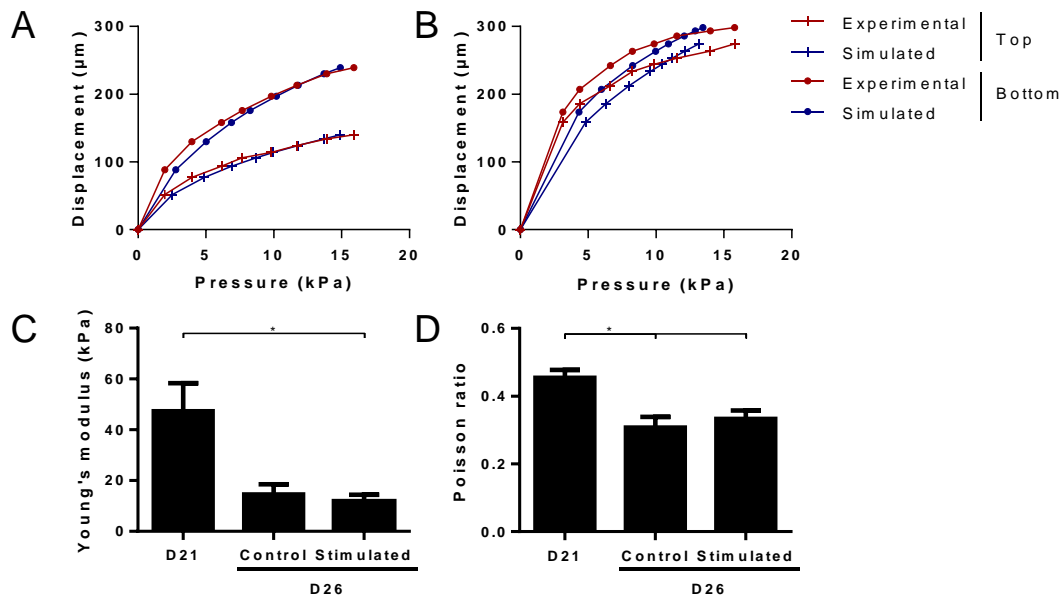 A
Displacement (µm)
300
200
100
0
0 5 10 15 20
Pressure (kPa)
B
Displacement (µm)
300
200
100
0
0 5 10 15 20
Pressure (kPa)
Experimental
Simulated
Top
Experimental
Simulated
Bottom
C
Young's modulus (kPa)
80
60
40
20
0
*
D21 Control Stimulated
D26
D
Poisson ratio
0.6
0.4
0.2
0.0
*
D21 Control Stimulated
D26